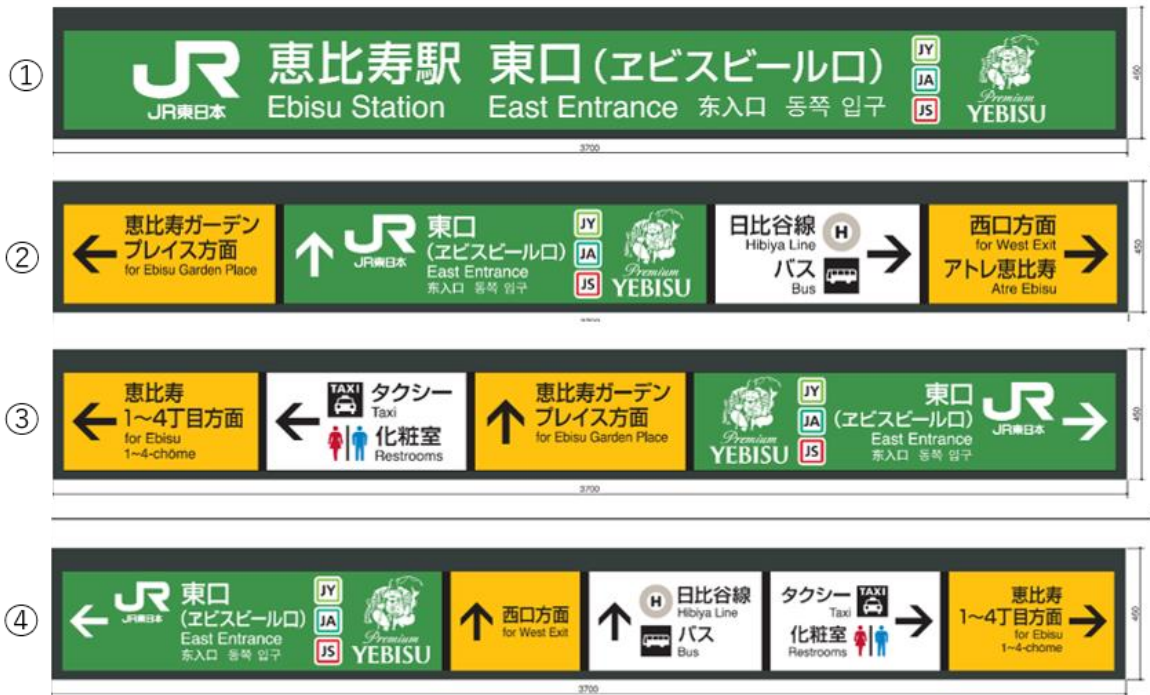 ①
JR
JR東日本
恵比寿駅 東口(ヱビスビール口)
Ebisu Station East Entrance 东入口 동쪽 입구
JY
JA
JS
Premium
YEBISU
450
3700
②
恵比寿ガーデン
プレイス方面
for Ebisu Garden Place
JR
JR東日本
東口
(ヱビスビール口)
East Entrance
东入口 동쪽 입구
JY
JA
JS
Premium
YEBISU
日比谷線
Hibiya Line
H
バス
Bus
西口方面
for West Exit
アトレ恵比寿
Atre Ebisu
450
③
恵比寿
1〜4丁目方面
for Ebisu
1~4-chōme
TAXI
タクシー
Taxi
化粧室
Restrooms
恵比寿ガーデン
プレイス方面
for Ebisu Garden Place
Premium
YEBISU
JY
JA
JS
東口
(ヱビスビール口)
East Entrance
东入口 동쪽 입구
JR
JR東日本
450
3700
④
JR
JR東日本
東口
(ヱビスビール口)
East Entrance
东入口 동쪽 입구
JY
JA
JS
Premium
YEBISU
西口方面
for West Exit
H
日比谷線
Hibiya Line
バス
Bus
タクシー
Taxi
TAXI
化粧室
Restrooms
恵比寿
1〜4丁目方面
for Ebisu
1~4-chōme
450
3700